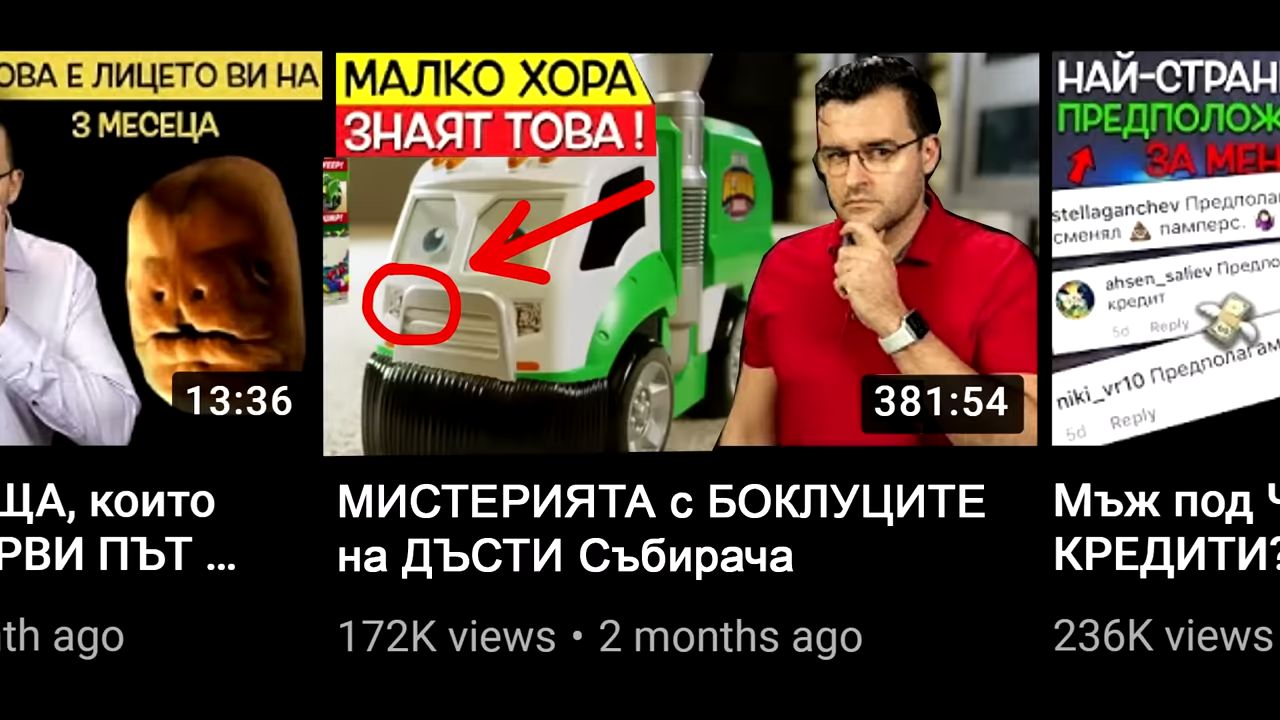 ОВА Е ЛИЦЕТО ВИ НА
3 МЕСЕЦА
13:36
ЩА, които
РВИ ПЪТ ...
th ago
МАЛКО ХОРА
ЗНАЯТ ТОВА !
381:54
МИСТЕРИЯТА с БОКЛУЦИТЕ
на ДЪСТИ Събирача
172K views • 2 months ago
НАЙ-СТРАН
ПРЕДПОЛОЖ
ЗА МЕН
stellaganchev Предпола
сменял 💩 памперс.
ahsen_saliev Предпо
кредит
5d Reply
niki_vr10 Предполагам
5d Reply
Мъж под Ч
КРЕДИТИ?
236K views